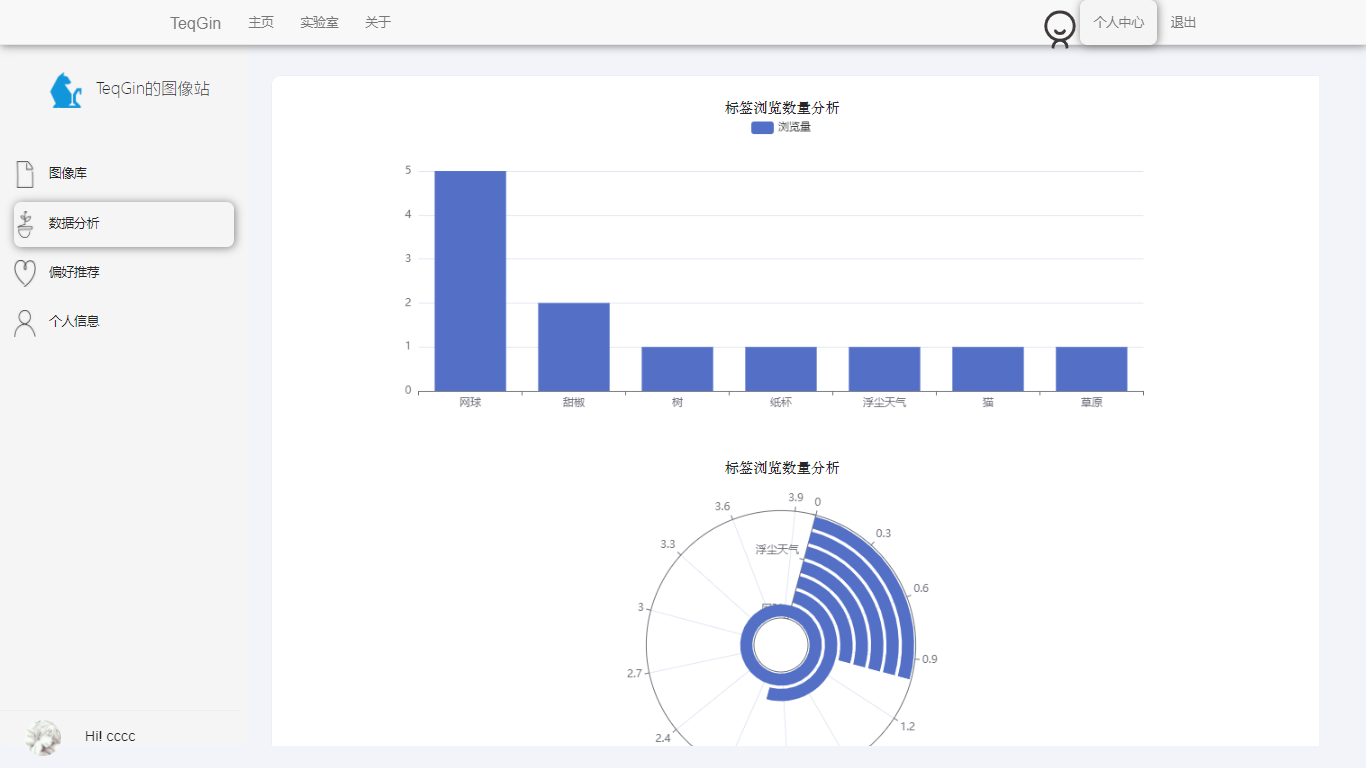 TeqGin 主页 实验室 关于 个人中心 退出
TeqGin的图像站
图像库
数据分析
偏好推荐
个人信息
Hi! cccc
标签浏览数量分析
浏览量
5
4
3
2
1
0
网球 甜椒 树 纸杯 浮尘天气 猫 草原
标签浏览数量分析
3.9 0
3.6
0.3
3.3
浮尘天气
0.6
3
0.9
2.7
1.2
2.4